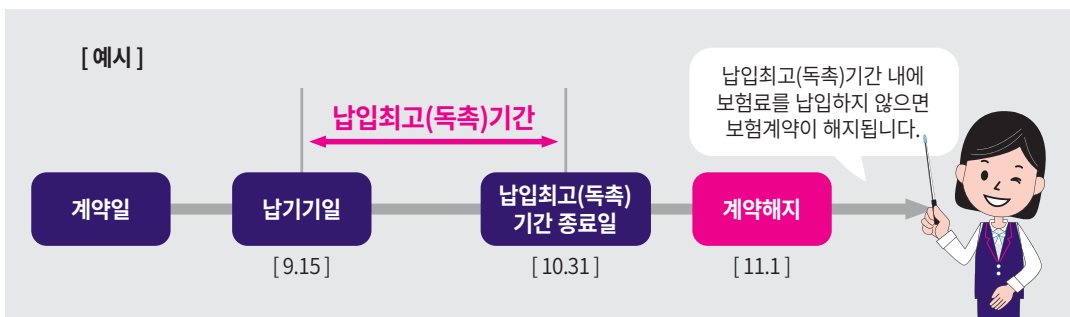 [ 예시 ]
납입최고(독촉)기간 내에
보험료를 납입하지 않으면
보험계약이 해지됩니다.
납입최고(독촉)기간
계약일
납기기일
납입최고(독촉)
기간 종료일
계약해지
[ 9.15 ]
[ 10.31 ]
[ 11.1 ]